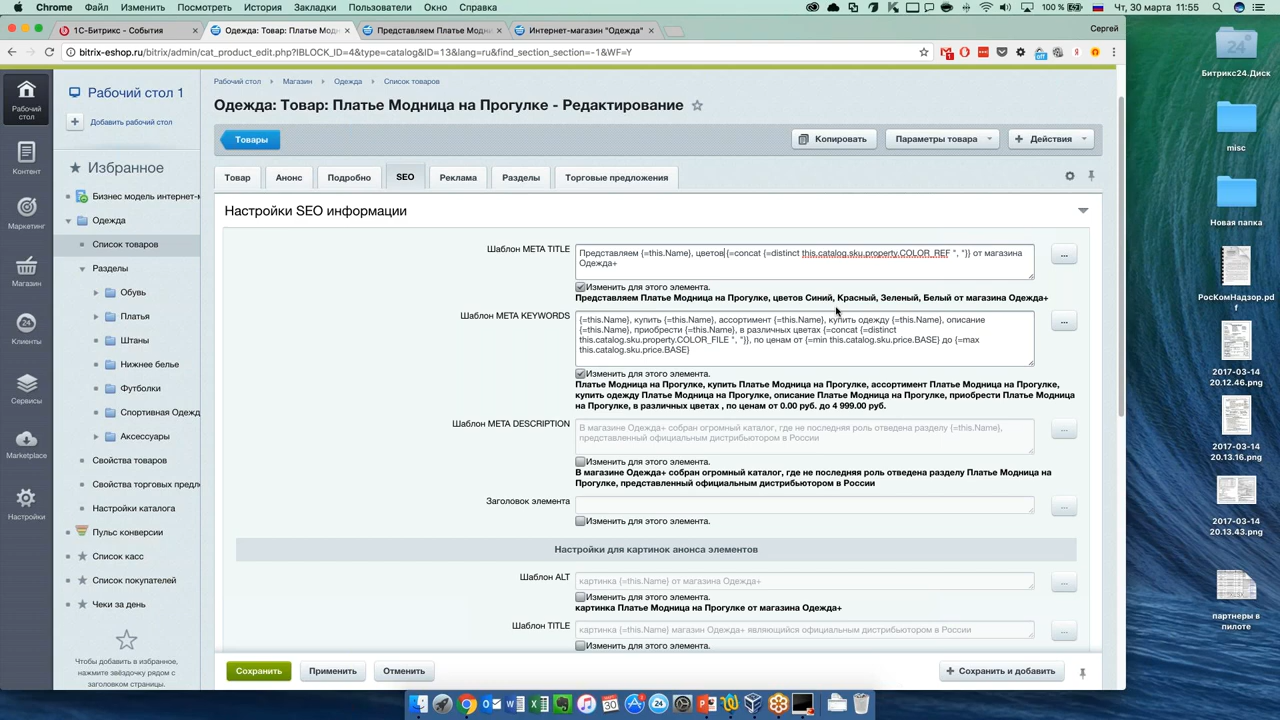 Chrome Файл Изменить Посмотреть История Закладки Пользователи Окно Справка 100 % Чт, 30 марта 11:55
1С-Битрикс - События
Одежда: Товар: Платье Мод
Представляем Платье Модн
Интернет-магазин "Одежда"
Сергей
bitrix-eshop.ru/bitrix/admin/cat_product_edit.php?IBLOCK_ID=4&type=catalog&ID=13&lang=ru&find_section_section=-1&WF=Y
Рабочий стол
Контент
Маркетинг
Магазин
24
Клиенты
Сервисы
Marketplace
Настройки
Рабочий стол 1
Добавить рабочий стол
Избранное
Бизнес модель интернет-м
Одежда
Список товаров
Разделы
Обувь
Платья
Штаны
Нижнее белье
Футболки
Спортивная Одежд
Аксессуары
Свойства товаров
Свойства торговых предло
Настройки каталога
Пульс конверсии
Список касс
Список покупателей
Чеки за день
Чтобы добавить в избранное,
нажмите звёздочку рядом с
заголовком страницы.
Рабочий стол Магазин Одежда Список товаров
Одежда: Товар: Платье Модница на Прогулке - Редактирование
Товары
Копировать
Параметры товара
Действия
Товар Анонс Подробно SEO Реклама Разделы Торговые предложения
Настройки SEO информации
Шаблон META TITLE
Представляем {=this.Name}, цветов {=concat {=distinct this.catalog.sku.property.COLOR_REF ", "}} от магазина
Одежда+
...
Изменить для этого элемента.
Представляем Платье Модница на Прогулке, цветов Синий, Красный, Зеленый, Белый от магазина Одежда+
Шаблон META KEYWORDS
{=this.Name}, купить {=this.Name}, ассортимент {=this.Name}, купить одежду {=this.Name}, описание
{=this.Name}, приобрести {=this.Name}, в различных цветах {=concat {=distinct
this.catalog.sku.property.COLOR_FILE ", "}}, по ценам от {=min this.catalog.sku.price.BASE} до {=max
this.catalog.sku.price.BASE}
...
Изменить для этого элемента.
Платье Модница на Прогулке, купить Платье Модница на Прогулке, ассортимент Платье Модница на Прогулке,
купить одежду Платье Модница на Прогулке, описание Платье Модница на Прогулке, приобрести Платье Модница
на Прогулке, в различных цветах , по ценам от 0.00 руб. до 4 999.00 руб.
Шаблон META DESCRIPTION
В магазине Одежда+ собран огромный каталог, где не последняя роль отведена разделу {=this.Name},
представленный официальным дистрибьютором в России
...
Изменить для этого элемента.
В магазине Одежда+ собран огромный каталог, где не последняя роль отведена разделу Платье Модница на
Прогулке, представленный официальным дистрибьютором в России
Заголовок элемента
...
Изменить для этого элемента.
Настройки для картинок анонса элементов
Шаблон ALT
картинка {=this.Name} от магазина Одежда+
...
Изменить для этого элемента.
картинка Платье Модница на Прогулке от магазина Одежда+
Шаблон TITLE
картинка {=this.Name} магазин Одежда+ являющийся официальным дистрибьютором в России
...
Изменить для этого элемента.
Сохранить
Применить
Отменить
Сохранить и добавить
24
Битрикс24.Диск
misc
Новая папка
РосКомНадзор.pd
f
2017-03-14
20.12.46.png
2017-03-14
20.13.16.png
2017-03-14
20.13.43.png
партнеры в
пилоте